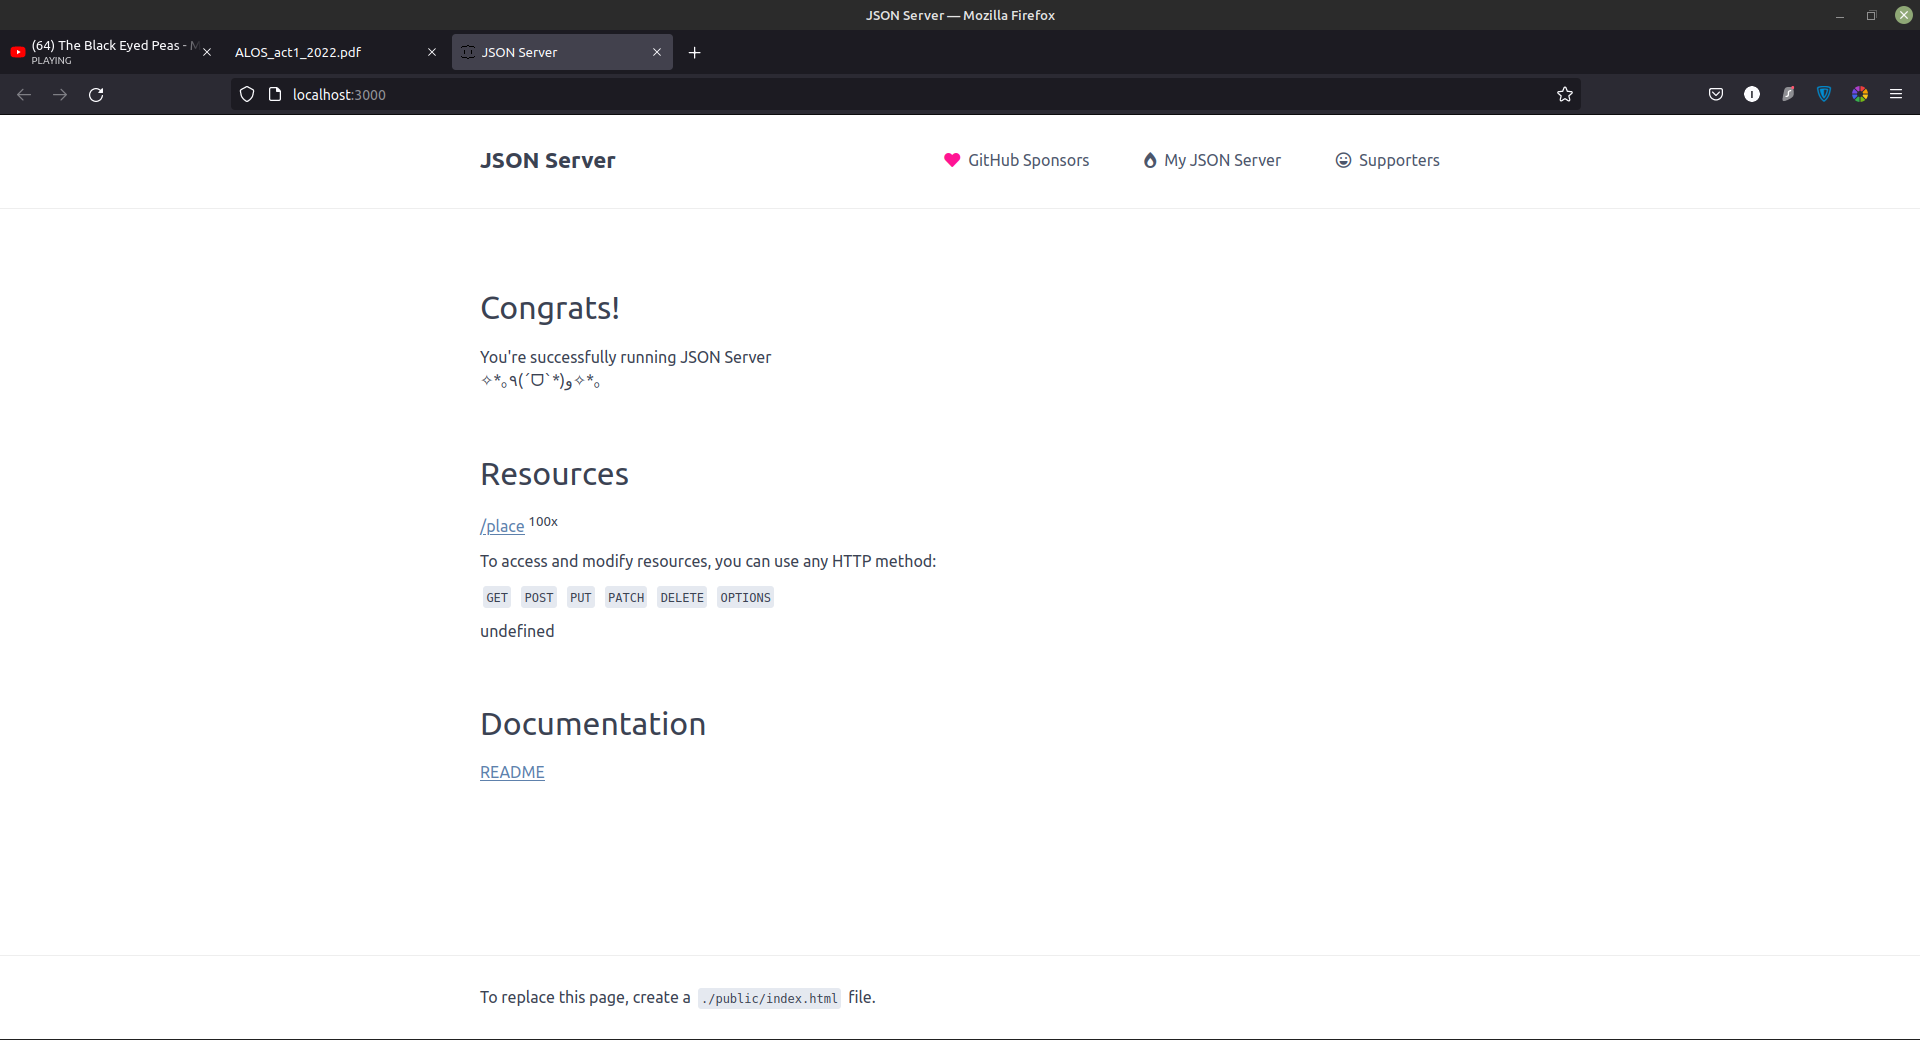 JSON Server — Mozilla Firefox
(64) The Black Eyed Peas - M
PLAYING
ALOS_act1_2022.pdf
JSON Server
localhost:3000
JSON Server
GitHub Sponsors
My JSON Server
Supporters
Congrats!
You're successfully running JSON Server
✧*｡٩(ˊᗜˋ*)و✧*｡
Resources
/place 100x
To access and modify resources, you can use any HTTP method:
GET POST PUT PATCH DELETE OPTIONS
undefined
Documentation
README
To replace this page, create a ./public/index.html file.